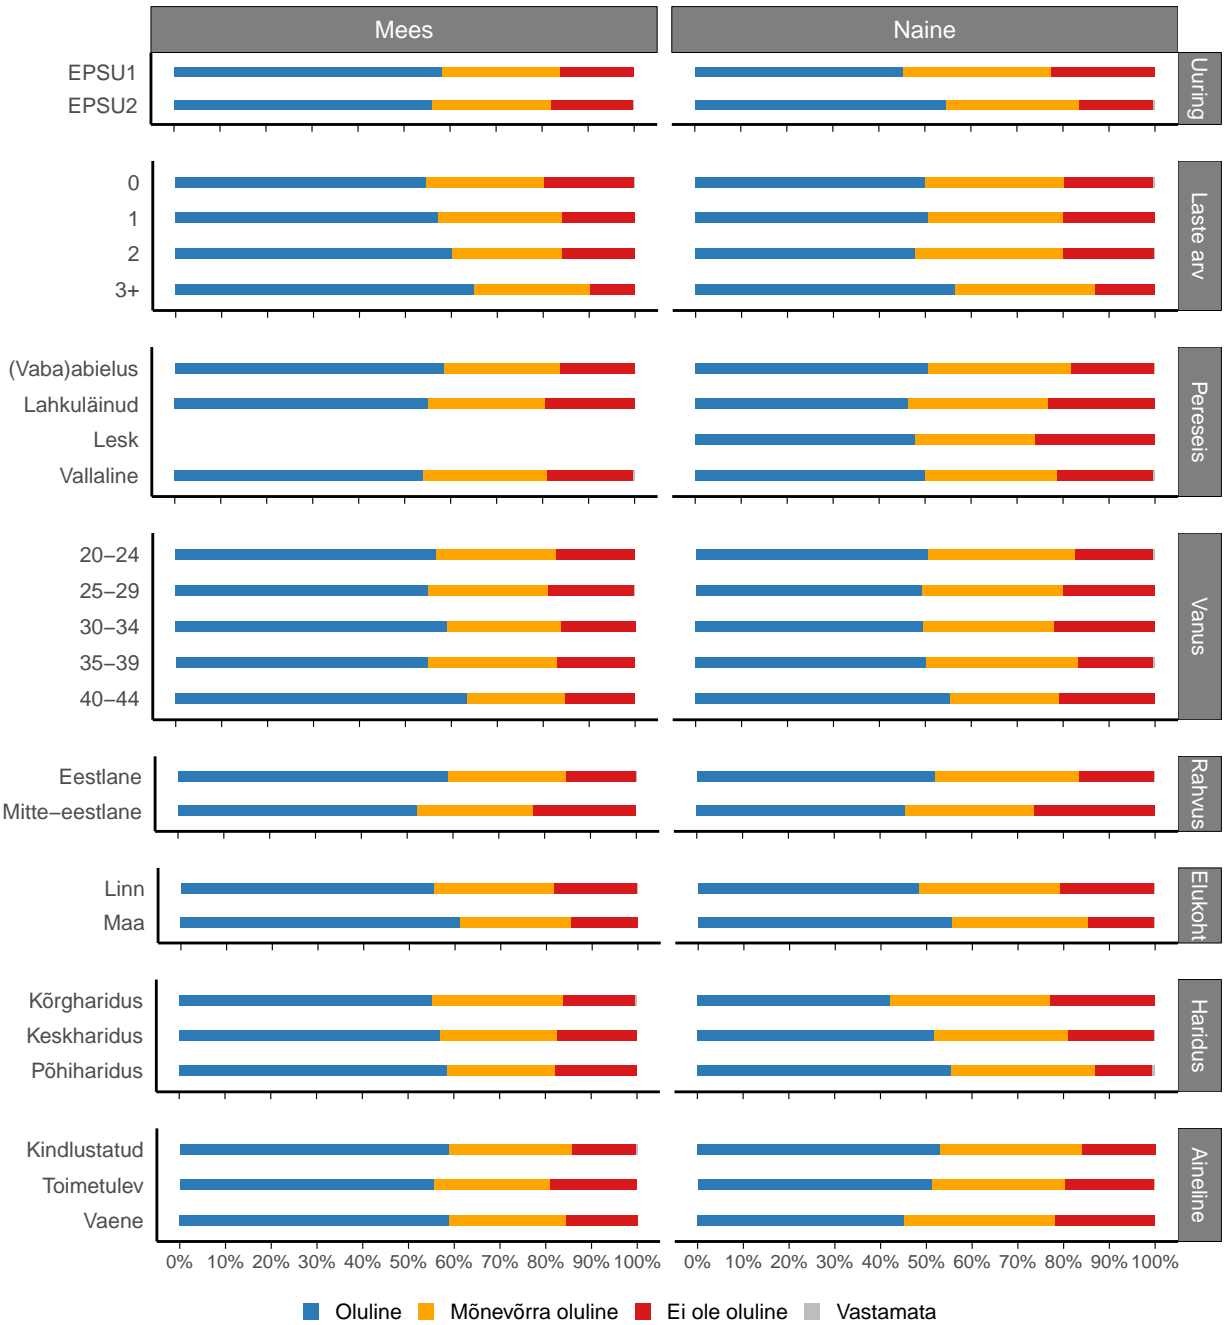 Mees
Naine
EPSU1
EPSU2
Uuring
0
1
2
3+
Laste arv
(Vaba)abielus
Lahkuläinud
Lesk
Vallaline
Pereseis
20–24
25–29
30–34
35–39
40–44
Vanus
Eestlane
Mitte–eestlane
Rahvus
Linn
Maa
Elukoht
Kõrgharidus
Keskharidus
Põhiharidus
Haridus
Kindlustatud
Toimetulev
Vaene
Aineline
0% 10% 20% 30% 40% 50% 60% 70% 80% 90% 100%
0% 10% 20% 30% 40% 50% 60% 70% 80% 90% 100%
Oluline Mõnevõrra oluline Ei ole oluline Vastamata